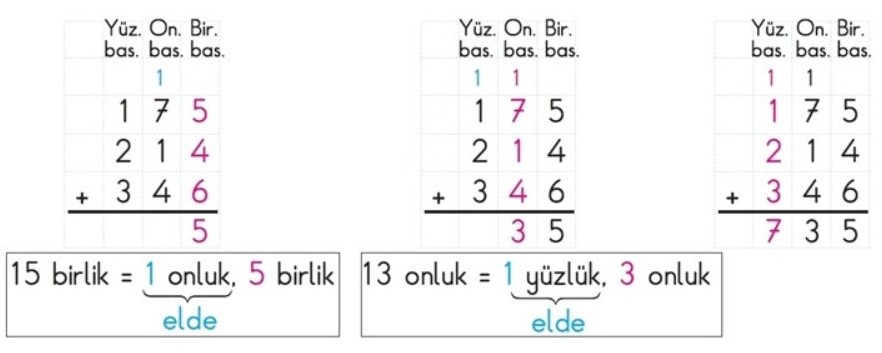 Yüz. On. Bir.
bas. bas. bas.
1
1 7 5
2 1 4
+ 3 4 6
5
15 birlik = 1 onluk, 5 birlik
elde
Yüz. On. Bir.
bas. bas. bas.
1 1
1 7 5
2 1 4
+ 3 4 6
3 5
13 onluk = 1 yüzlük, 3 onluk
elde
Yüz. On. Bir.
bas. bas. bas.
1 1
1 7 5
2 1 4
+ 3 4 6
7 3 5